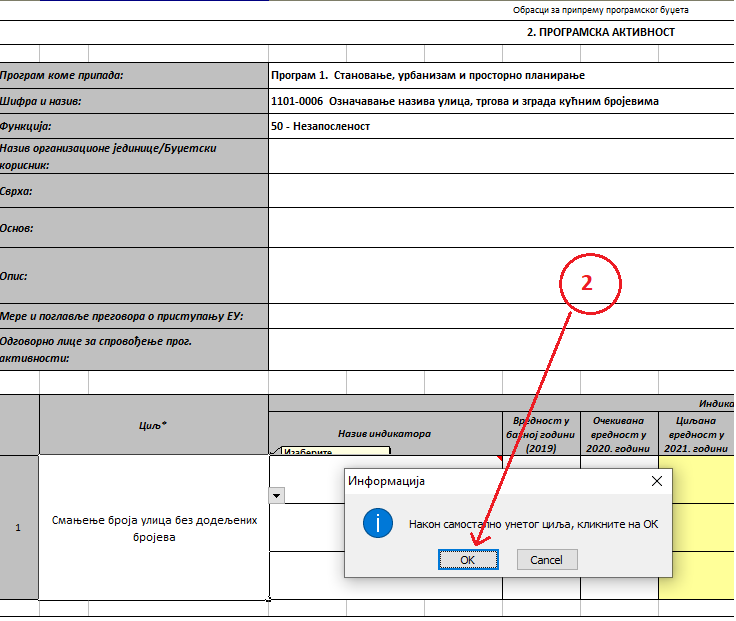 Обрасци за припрему програмског буџета
2. ПРОГРАМСКА АКТИВНОСТ
Програм коме припада:
Програм 1. Становање, урбанизам и просторно планирање
Шифра и назив:
1101-0006 Означавање назива улица, тргова и зграда кућним бројевима
Функција:
50 - Незапосленост
Назив организационе јединице/Буџетски
корисник:
Сврха:
Основ:
Опис:
2
Мере и поглавље преговора о приступању ЕУ:
Одговорно лице за спровођење прог.
активности:
Циљ*
Индика
Назив индикатора
Вредност у
базној години
(2019)
Очекивана
вредност у
2020. години
Циљана
вредност у
2021. години
Изаберите
1
Смањење броја улица без додељених
бројева
Информација
Након самостално унетог циља, кликните на ОК
OK
Cancel